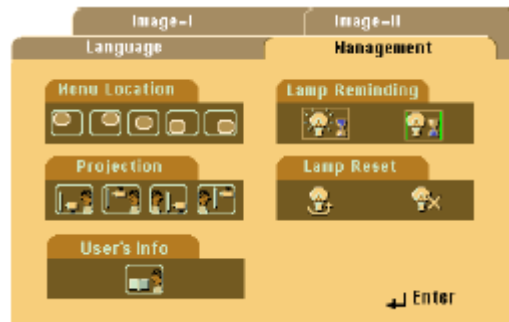 Image-I
Image-II
Language
Management
Menu Location
Lamp Reminding
Projection
Lamp Reset
User's Info
Enter